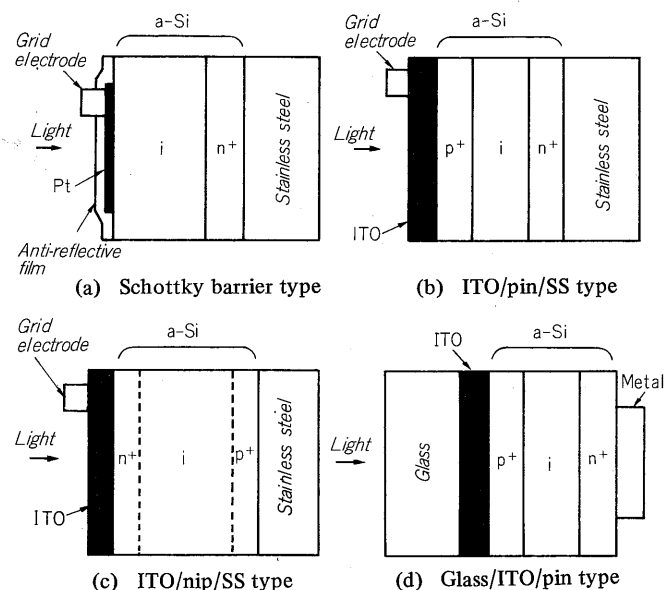 a-Si
Grid
electrode
Light
i
n+
Stainless steel
Pt
Anti-reflective
film
(a) Schottky barrier type
a-Si
Grid
electrode
Light
p+
i
n+
Stainless steel
ITO
(b) ITO/pin/SS type
Grid
electrode
a-Si
Light
n+
i
p+
Stainless steel
ITO
(c) ITO/nip/SS type
ITO
a-Si
Metal
Light
Glass
p+
i
n+
(d) Glass/ITO/pin type